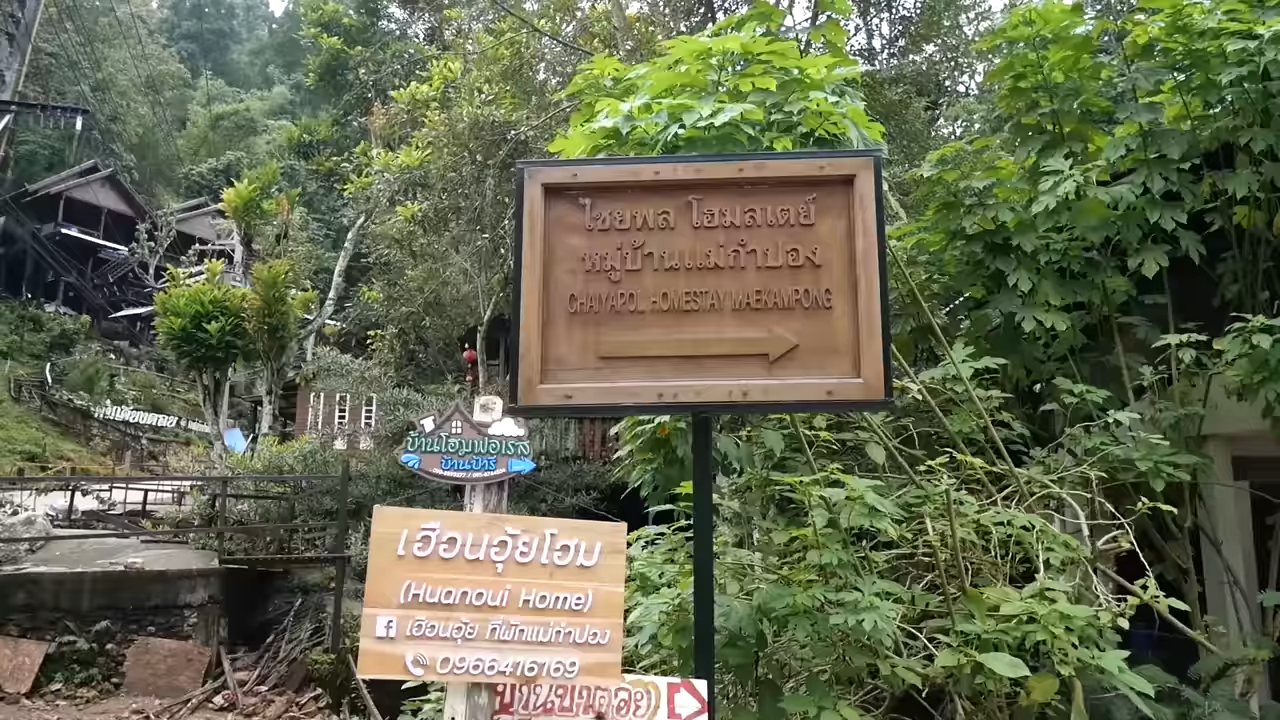 ไชยพล โฮมสเตย์
หมู่บ้านแม่กำปอง
CHAIYAPOL HOMESTAY MAEKAMPONG
บ้านโฮมฟอเรส
บ้านป่ารี
เฮือนอุ้ยโฮม
(Huanoui Home)
เฮือนอุ้ย ที่พักแม่กำปอง
0966416169